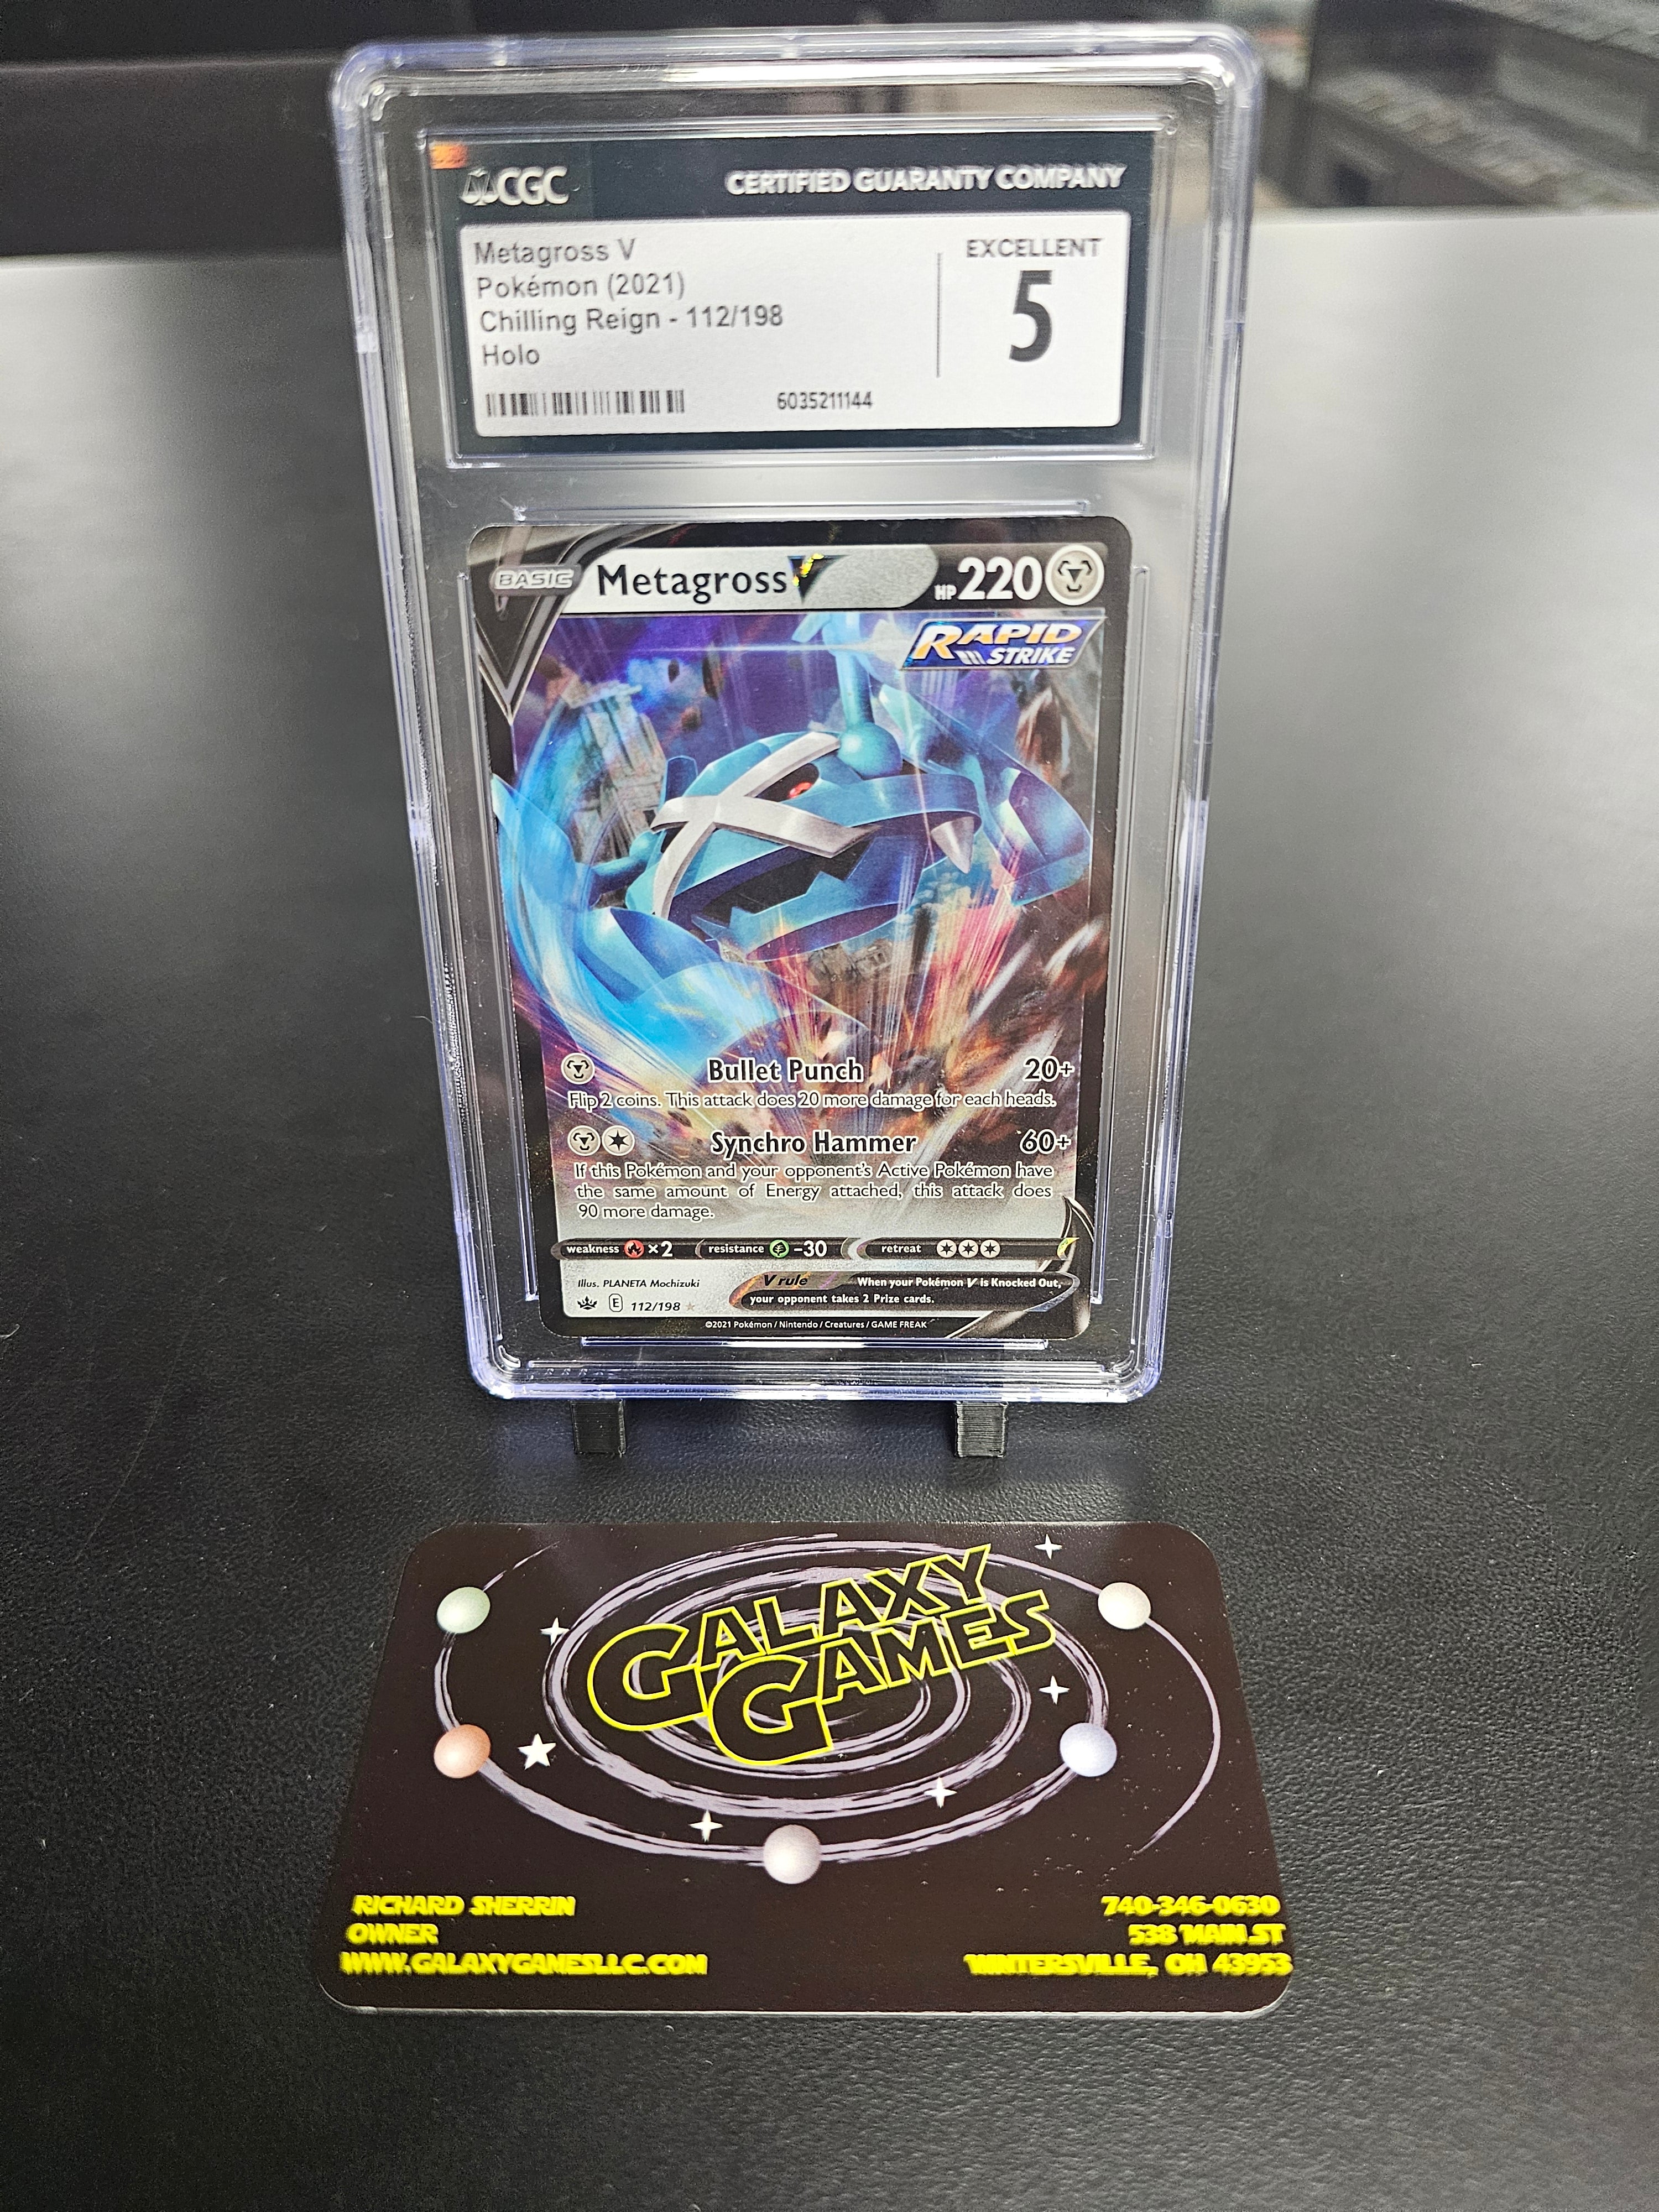 CGC
CERTIFIED GUARANTY COMPANY
Metagross V
Pokémon (2021)
Chilling Reign - 112/198
Holo
EXCELLENT
5
6035211144
BASIC
Metagross V
HP 220
RAPID
STRIKE
Bullet Punch 20+
Flip 2 coins. This attack does 20 more damage for each heads.
Synchro Hammer 60+
If this Pokémon and your opponent's Active Pokémon have
the same amount of Energy attached, this attack does
90 more damage.
weakness ×2 resistance -30 retreat
Illus. PLANETA Mochizuki
V rule When your Pokémon V is Knocked Out,
your opponent takes 2 Prize cards.
E 112/198
©2021 Pokémon / Nintendo / Creatures / GAME FREAK
GALAXY
GAMES
RICHARD SHERRIN
OWNER
WWW.GALAXYGAMESLLC.COM
740-346-0630
538 MAIN ST
WINTERSVILLE, OH 43953